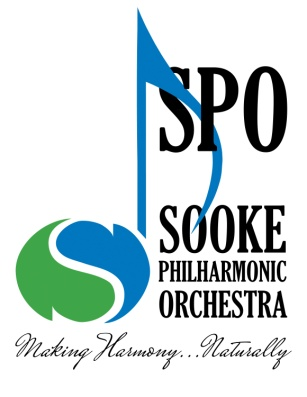 SPO
SOOKE
PHILHARMONIC
ORCHESTRA
Making Harmony...Naturally